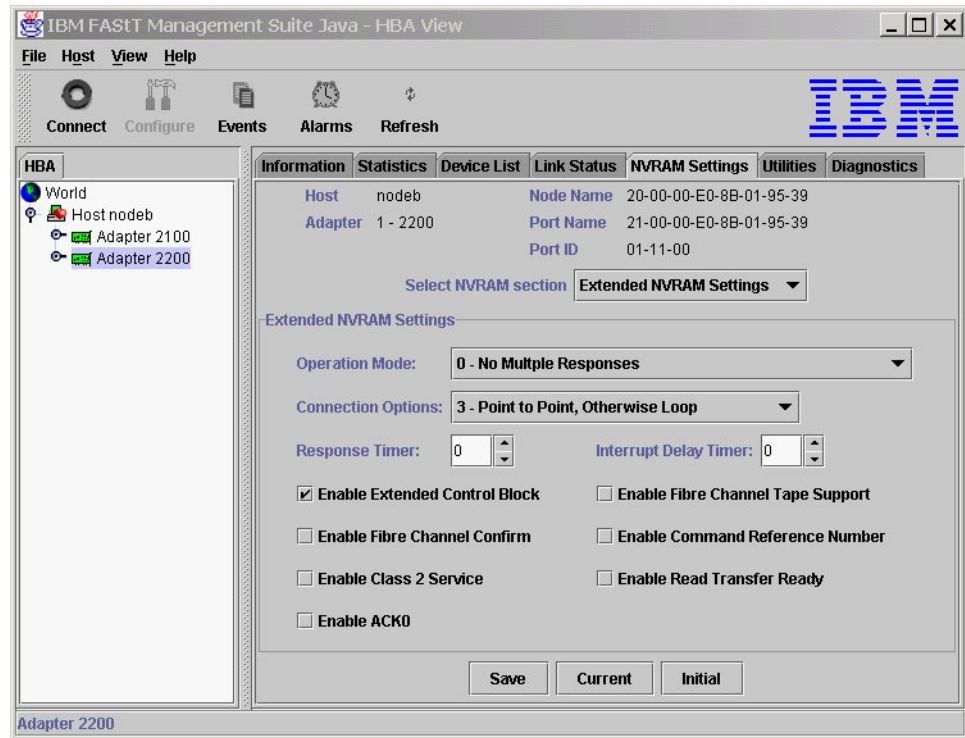 IBM FAStT Management Suite Java - HBA View
File Host View Help
Connect Configure Events Alarms Refresh
IBM
HBA
World
Host nodeb
Adapter 2100
Adapter 2200
Information Statistics Device List Link Status NVRAM Settings Utilities Diagnostics
Host nodeb Node Name 20-00-00-E0-8B-01-95-39
Adapter 1 - 2200 Port Name 21-00-00-E0-8B-01-95-39
Port ID 01-11-00
Select NVRAM section Extended NVRAM Settings
Extended NVRAM Settings
Operation Mode: 0 - No Multple Responses
Connection Options: 3 - Point to Point, Otherwise Loop
Response Timer: 0 Interrupt Delay Timer: 0
Enable Extended Control Block Enable Fibre Channel Tape Support
Enable Fibre Channel Confirm Enable Command Reference Number
Enable Class 2 Service Enable Read Transfer Ready
Enable ACK0
Save Current Initial
Adapter 2200